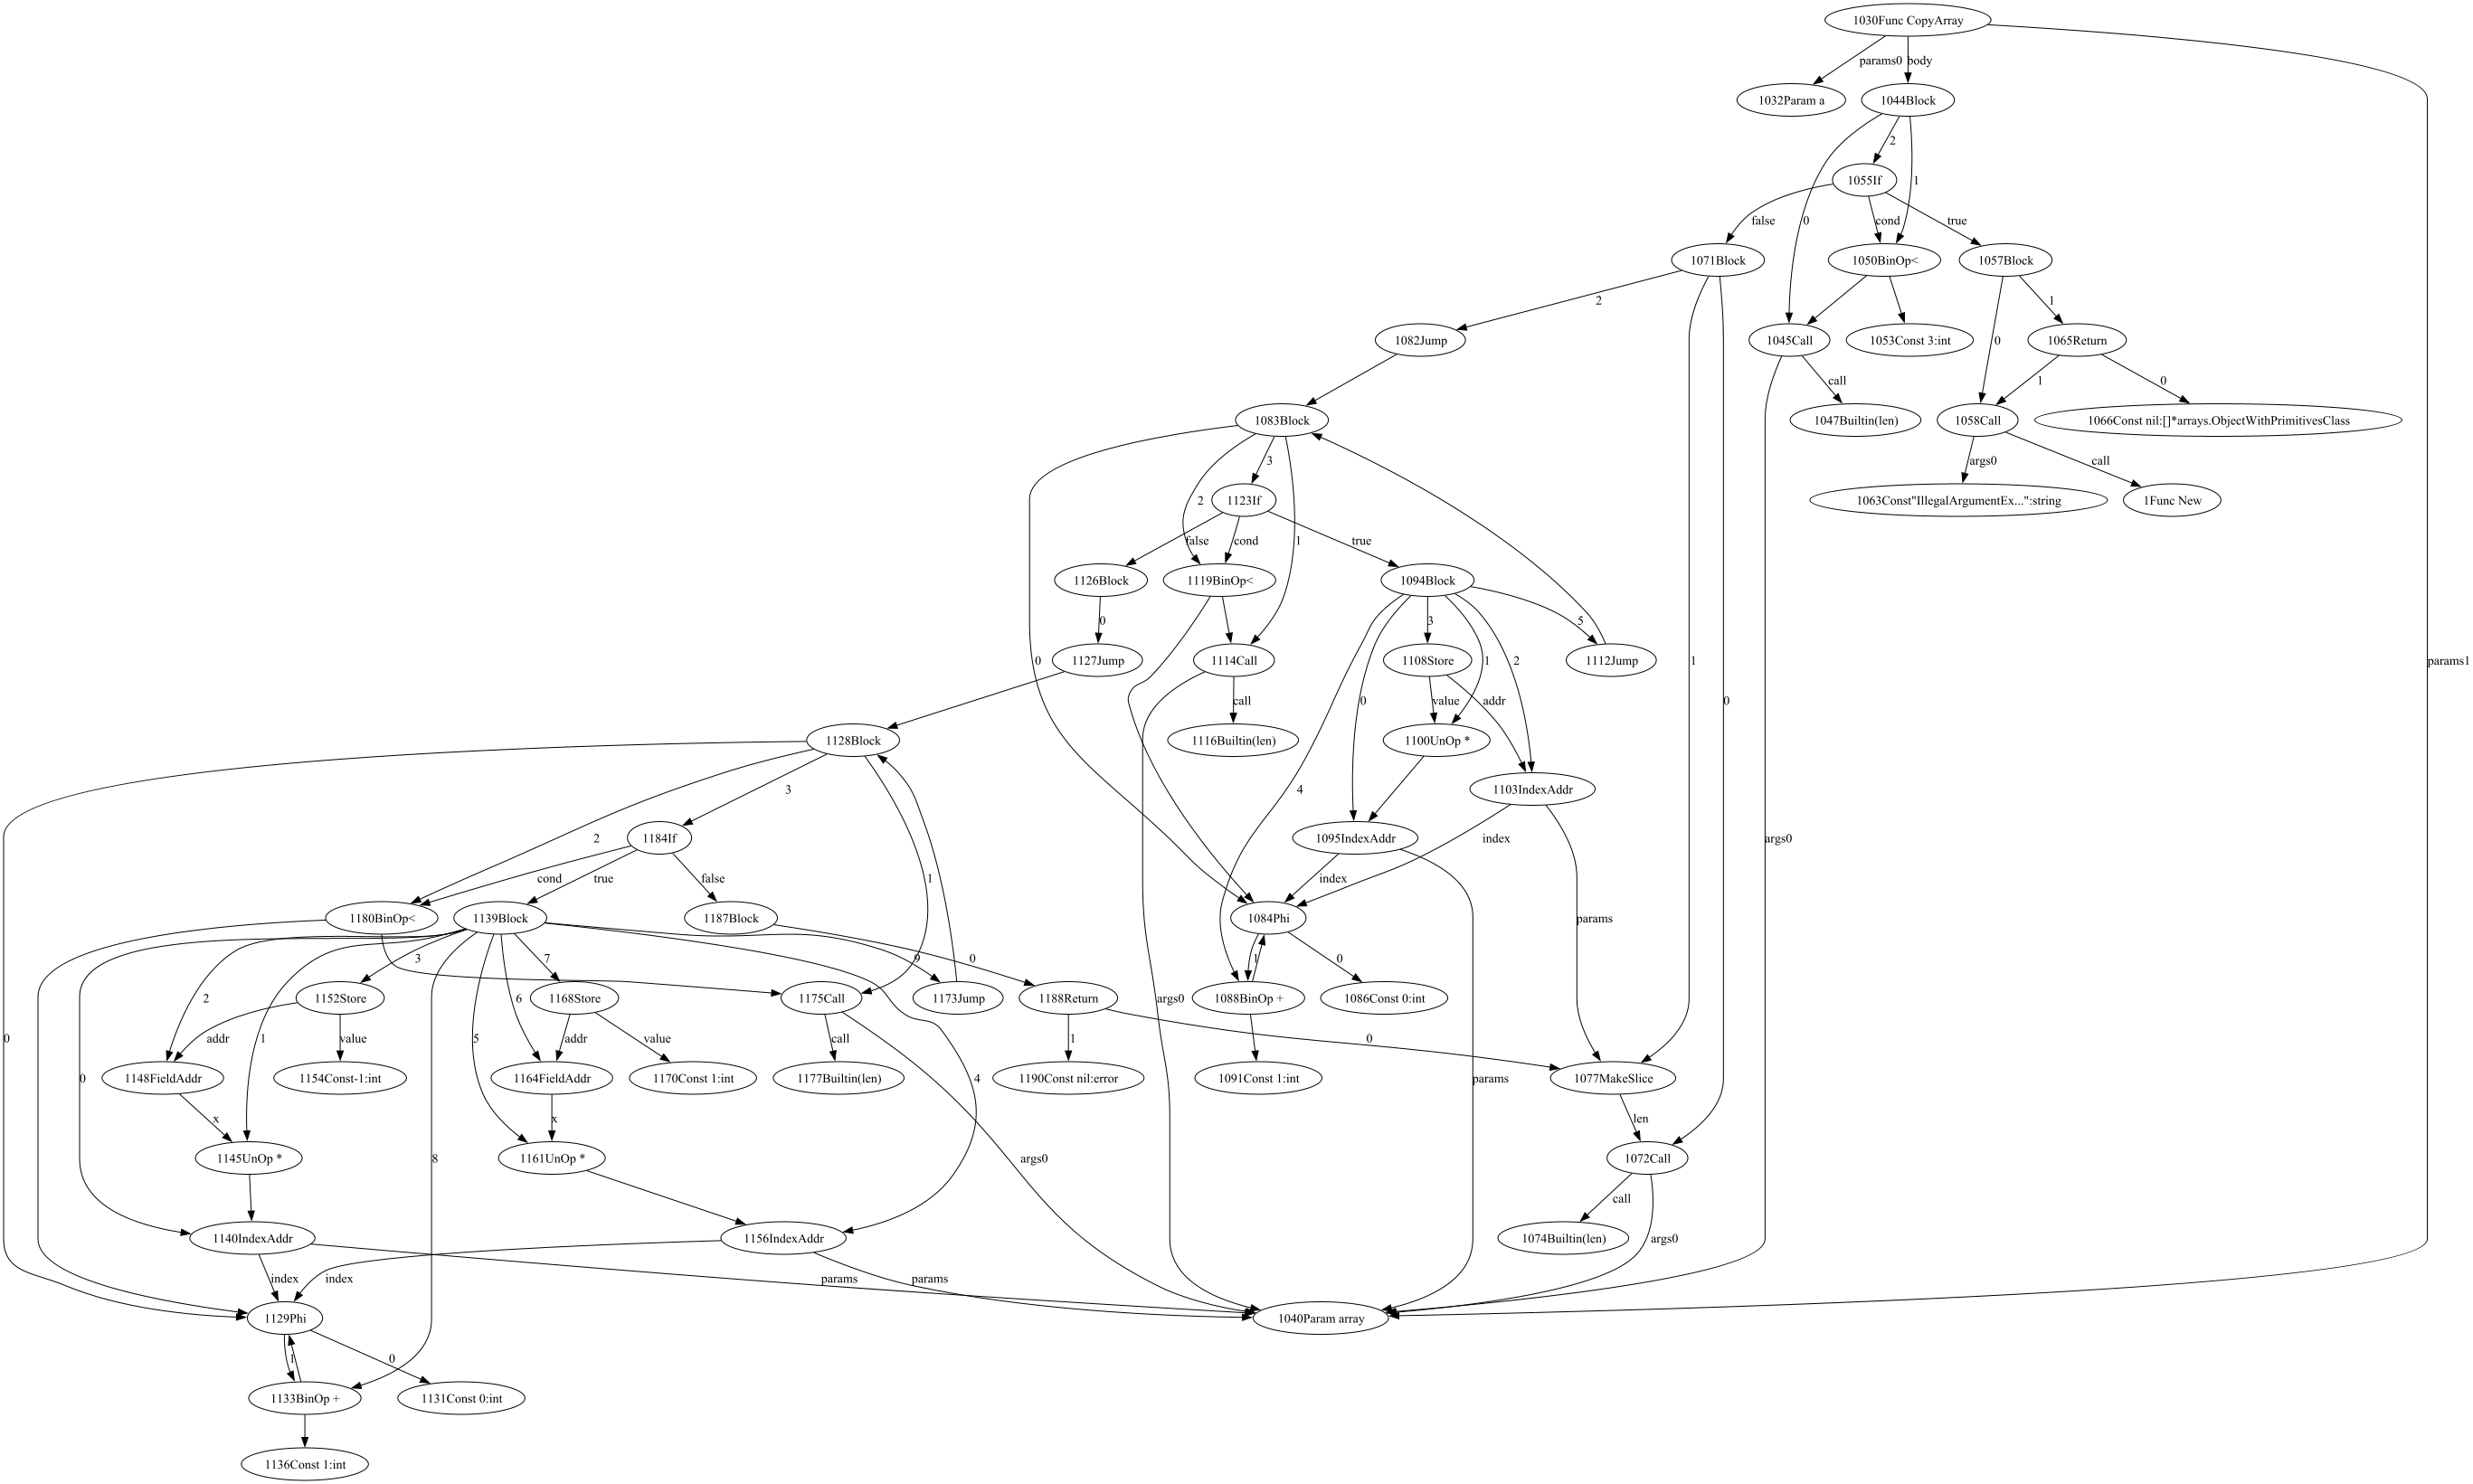 1030Func CopyArray
params0
body
1032Param a
1044Block
2
1055If
1
false
cond
true
0
1071Block
1050BinOp<
1057Block
2
1
1082Jump
1045Call
1053Const 3:int
1065Return
0
call
1
0
1083Block
1047Builtin(len)
1058Call
1066Const nil:[]*arrays.ObjectWithPrimitivesClass
3
args0
call
1123If
1063Const"IllegalArgumentEx...":string
1Func New
2
false
cond
1
true
1126Block
1119BinOp<
1094Block
0
3
5
1127Jump
0
1114Call
1108Store
1
2
1112Jump
1
params1
call
0
value
addr
0
1128Block
1116Builtin(len)
1100UnOp *
3
4
1103IndexAddr
2
1184If
1095IndexAddr
index
args0
cond
true
false
1
index
1180BinOp<
1139Block
1187Block
1084Phi
params
3
7
0
9
1
0
2
1152Store
6
1168Store
1175Call
1173Jump
1188Return
1088BinOp +
1086Const 0:int
args0
0
1
addr
value
5
addr
value
call
1
0
0
1148FieldAddr
1154Const-1:int
1164FieldAddr
1170Const 1:int
1177Builtin(len)
4
1190Const nil:error
1091Const 1:int
params
1077MakeSlice
x
x
len
1145UnOp *
8
1161UnOp *
args0
1072Call
call
1140IndexAddr
1156IndexAddr
1074Builtin(len)
args0
index
index
params
params
1129Phi
1040Param array
1
0
1133BinOp +
1131Const 0:int
1136Const 1:int